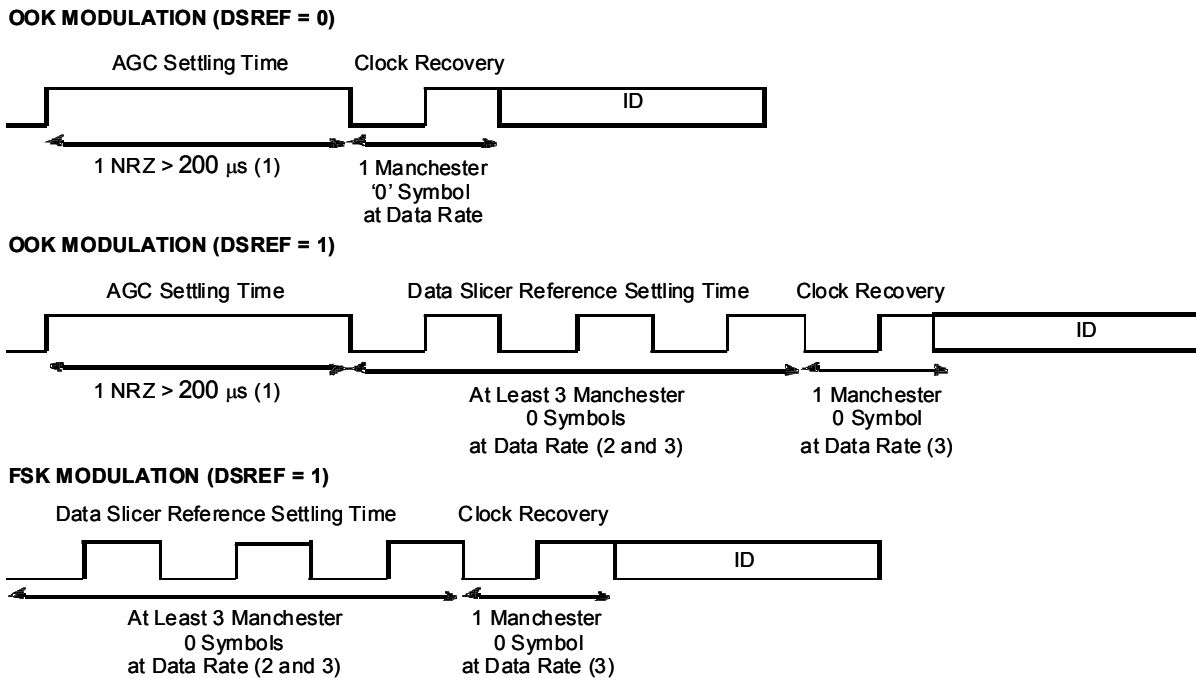 OOK MODULATION (DSREF = 0)
AGC Settling Time
Clock Recovery
ID
1 NRZ > 200 μs (1)
1 Manchester
‘0’ Symbol
at Data Rate
OOK MODULATION (DSREF = 1)
AGC Settling Time
Data Slicer Reference Settling Time
Clock Recovery
ID
1 NRZ > 200 μs (1)
At Least 3 Manchester
0 Symbols
at Data Rate (2 and 3)
1 Manchester
0 Symbol
at Data Rate (3)
FSK MODULATION (DSREF = 1)
Data Slicer Reference Settling Time
Clock Recovery
ID
At Least 3 Manchester
0 Symbols
at Data Rate (2 and 3)
1 Manchester
0 Symbol
at Data Rate (3)